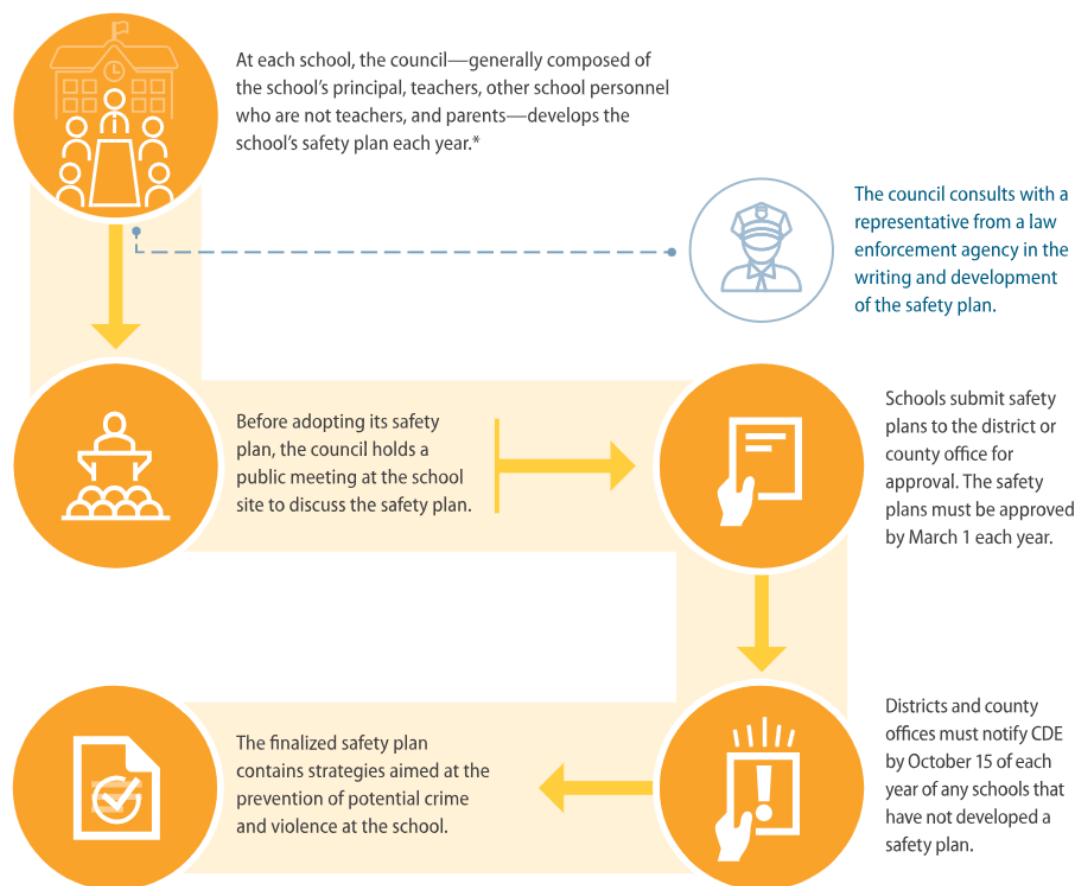 At each school, the council—generally composed of
the school’s principal, teachers, other school personnel
who are not teachers, and parents—develops the
school’s safety plan each year.*
The council consults with a
representative from a law
enforcement agency in the
writing and development
of the safety plan.
Before adopting its safety
plan, the council holds a
public meeting at the school
site to discuss the safety plan.
Schools submit safety
plans to the district or
county office for
approval. The safety
plans must be approved
by March 1 each year.
Districts and county
offices must notify CDE
by October 15 of each
year of any schools that
have not developed a
safety plan.
The finalized safety plan
contains strategies aimed at the
prevention of potential crime
and violence at the school.